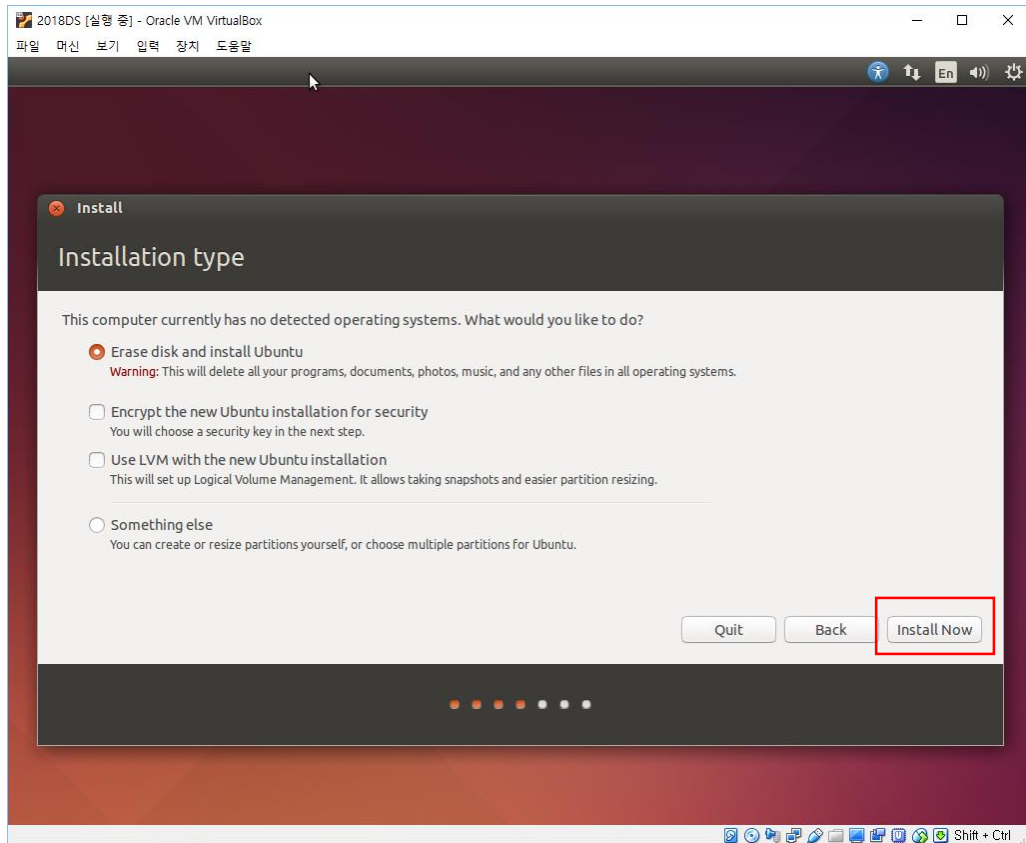 2018DS [실행 중] - Oracle VM VirtualBox
파일 머신 보기 입력 장치 도움말
En
Install
Installation type
This computer currently has no detected operating systems. What would you like to do?
Erase disk and install Ubuntu
Warning: This will delete all your programs, documents, photos, music, and any other files in all operating systems.
Encrypt the new Ubuntu installation for security
You will choose a security key in the next step.
Use LVM with the new Ubuntu installation
This will set up Logical Volume Management. It allows taking snapshots and easier partition resizing.
Something else
You can create or resize partitions yourself, or choose multiple partitions for Ubuntu.
Quit Back Install Now
Shift + Ctrl